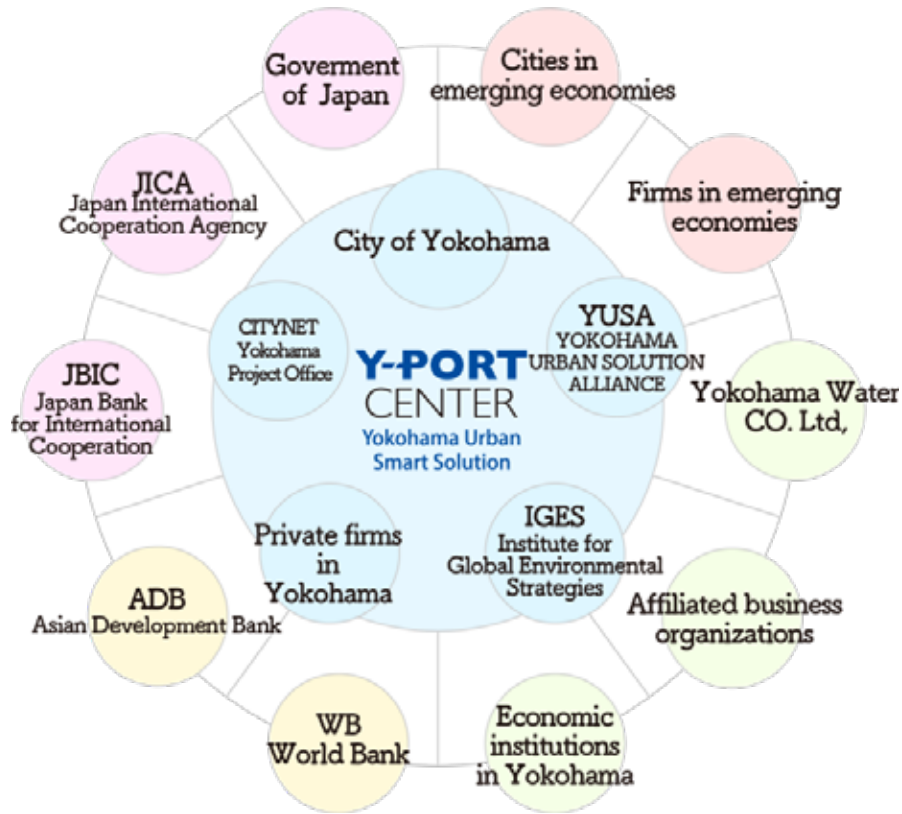 Goverment
of Japan
Cities in
emerging economies
JICA
Japan International
Cooperation Agency
Firms in emerging
economies
City of Yokohama
CITYNET
Yokohama
Project Office
YUSA
YOKOHAMA
URBAN SOLUTION
ALLIANCE
Y-PORT
CENTER
Yokohama Urban
Smart Solution
JBIC
Japan Bank
for International
Cooperation
Yokohama Water
CO. Ltd,
Private firms
in
Yokohama
IGES
Institute for
Global Environmental
Strategies
ADB
Asian Development Bank
Affiliated business
organizations
WB
World Bank
Economic
institutions
in Yokohama